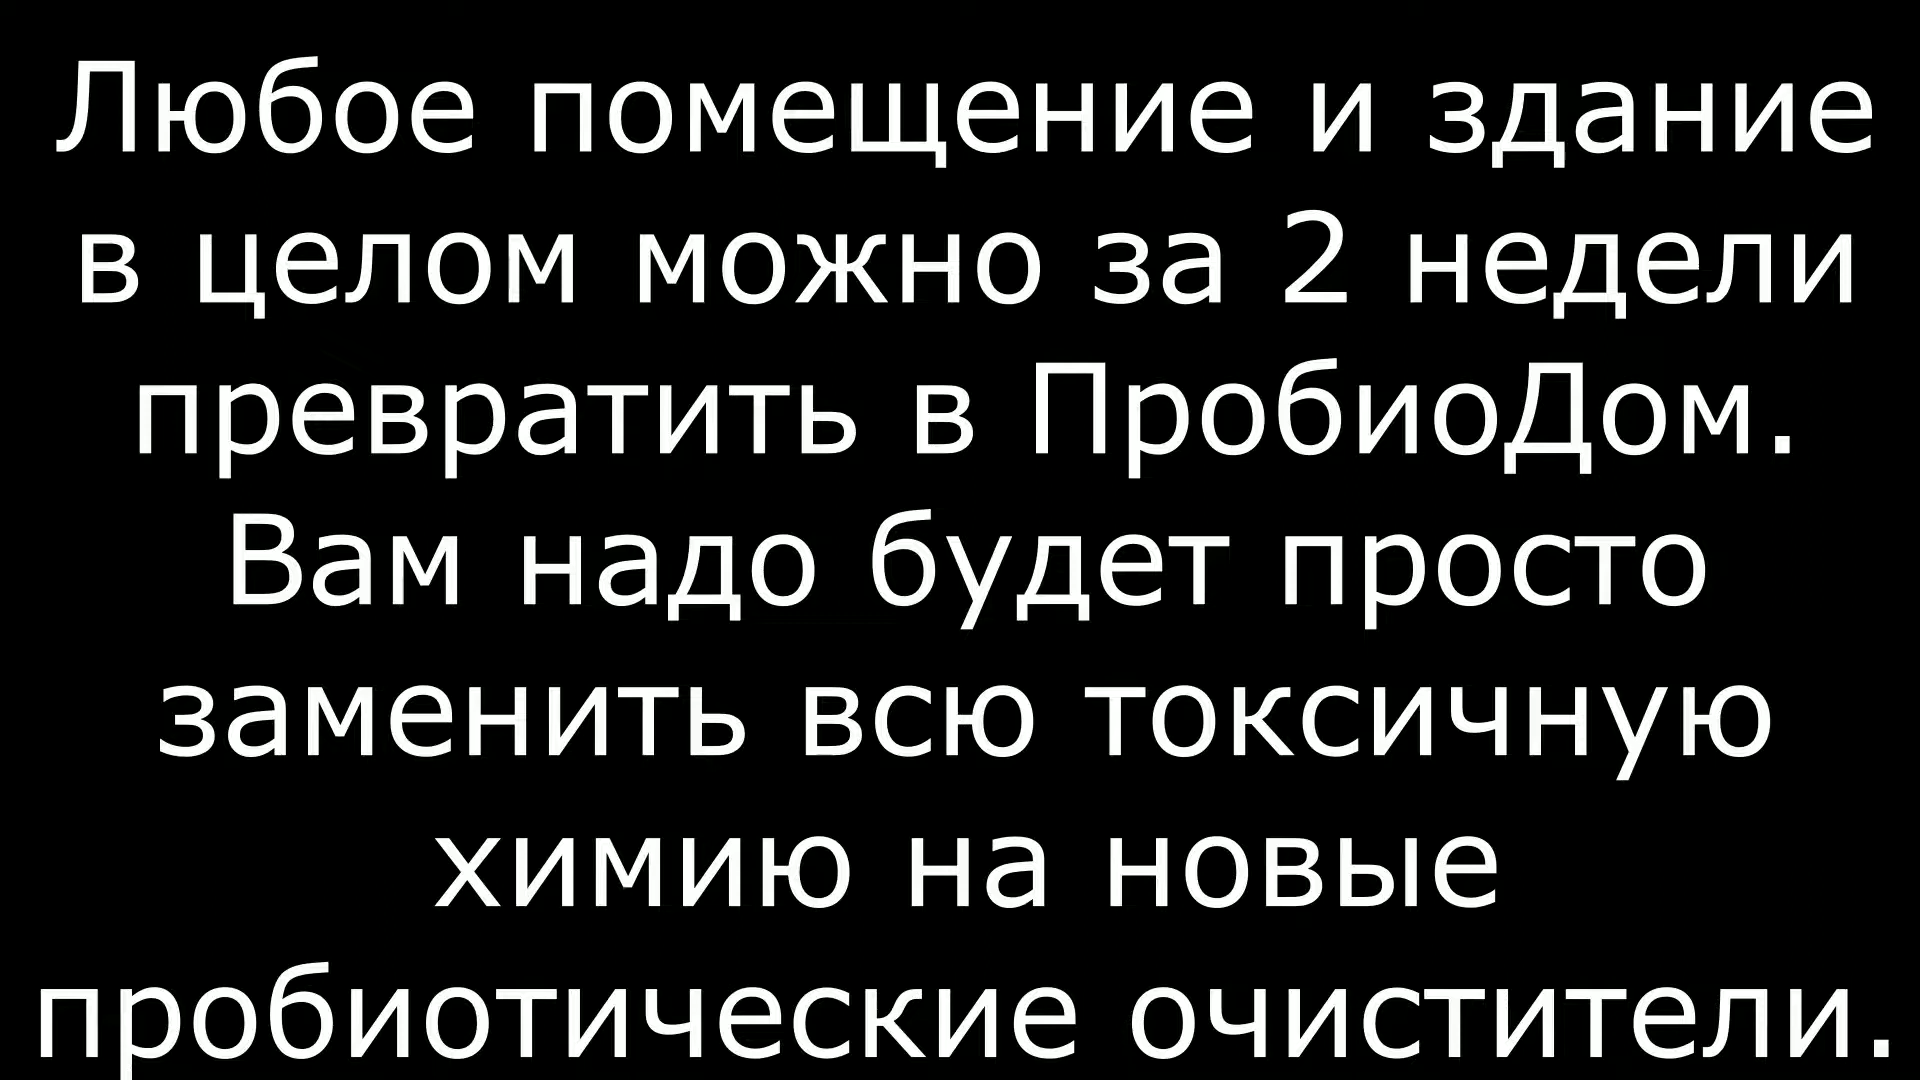 Любое помещение и здание
в целом можно за 2 недели
превратить в ПробиоДом.
Вам надо будет просто
заменить всю токсичную
химию на новые
пробиотические очистители.